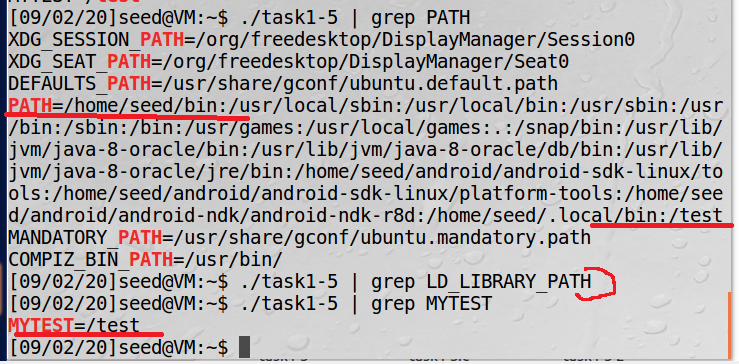 [09/02/20]seed@VM:~$ ./task1-5 | grep PATH
XDG_SESSION_PATH=/org/freedesktop/DisplayManager/Session0
XDG_SEAT_PATH=/org/freedesktop/DisplayManager/Seat0
DEFAULTS_PATH=/usr/share/gconf/ubuntu.default.path
PATH=/home/seed/bin:/usr/local/sbin:/usr/local/bin:/usr/sbin:/usr
/bin:/sbin:/bin:/usr/games:/usr/local/games:.:/snap/bin:/usr/lib/
jvm/java-8-oracle/bin:/usr/lib/jvm/java-8-oracle/db/bin:/usr/lib/
jvm/java-8-oracle/jre/bin:/home/seed/android/android-sdk-linux/to
ols:/home/seed/android/android-sdk-linux/platform-tools:/home/see
d/android/android-ndk/android-ndk-r8d:/home/seed/.local/bin:/test
MANDATORY_PATH=/usr/share/gconf/ubuntu.mandatory.path
COMPIZ_BIN_PATH=/usr/bin/
[09/02/20]seed@VM:~$ ./task1-5 | grep LD_LIBRARY_PATH
[09/02/20]seed@VM:~$ ./task1-5 | grep MYTEST
MYTEST=/test
[09/02/20]seed@VM:~$